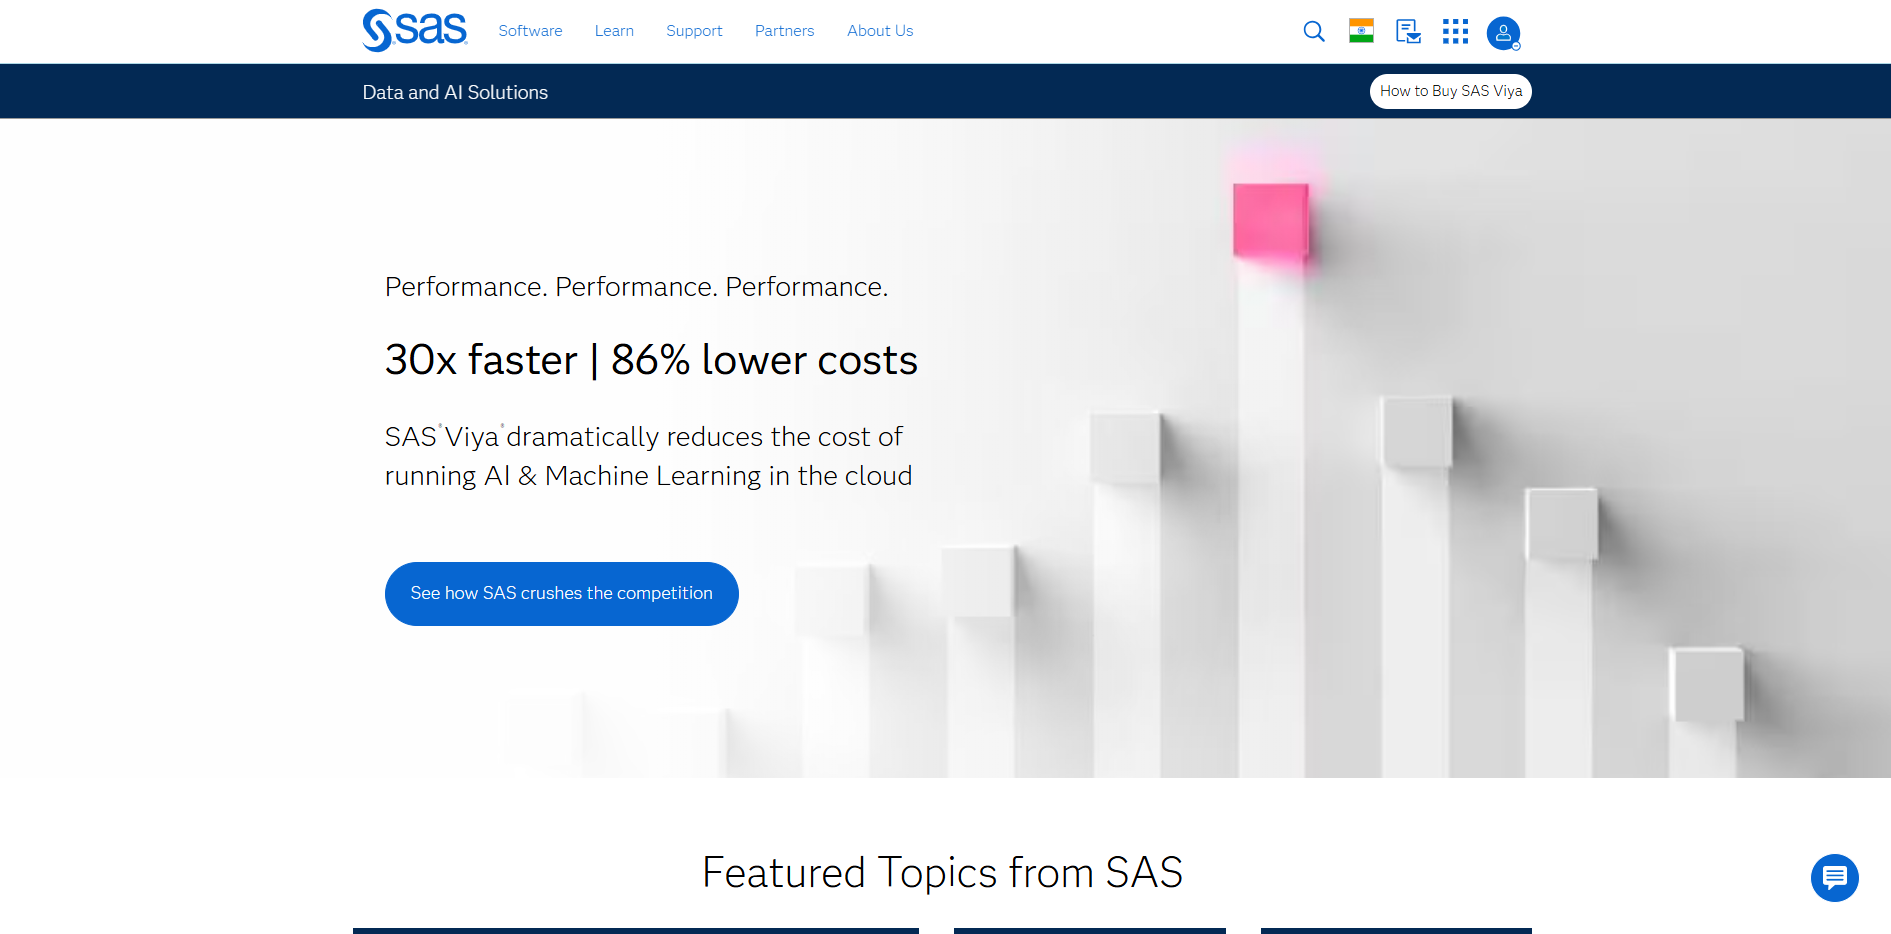 sas
Software
Learn
Support
Partners
About Us
Data and AI Solutions
How to Buy SAS Viya
Performance. Performance. Performance.
30x faster | 86% lower costs
SAS® Viya® dramatically reduces the cost of
running AI & Machine Learning in the cloud
See how SAS crushes the competition
Featured Topics from SAS